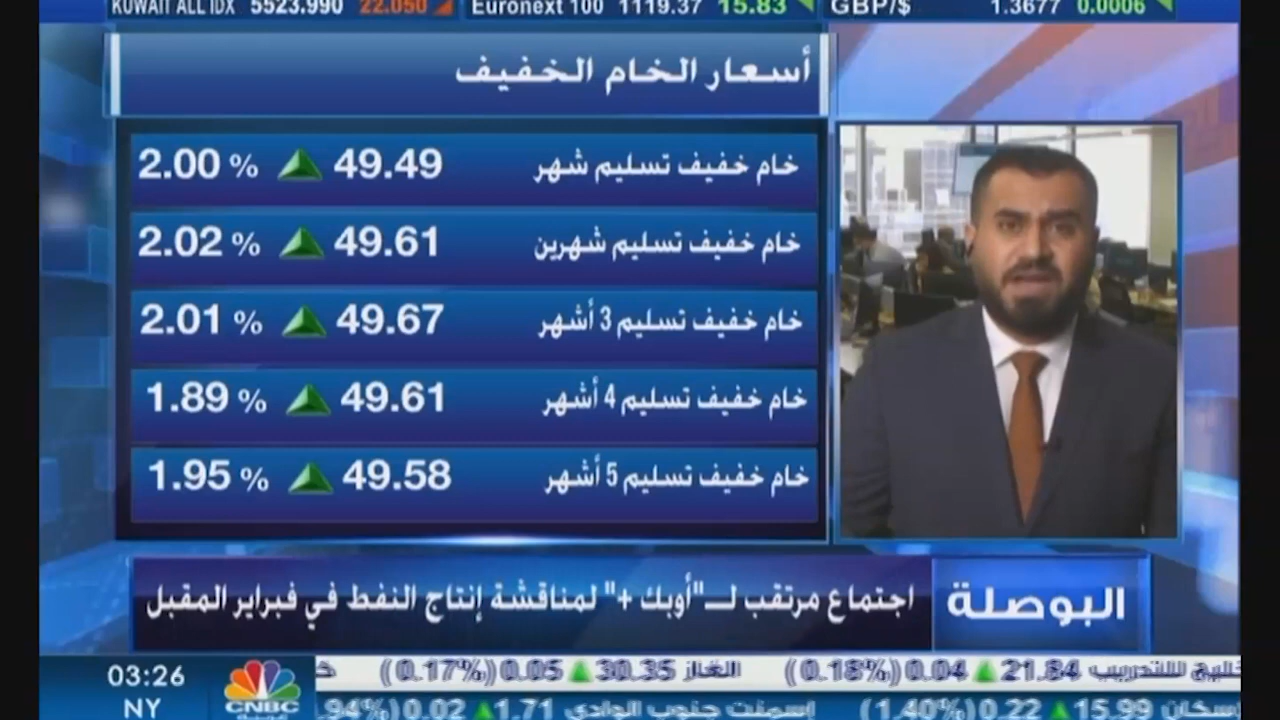 KUWAIT ALL IDX 5523.990 22.050 Euronext 100 1119.37 15.83 GBP/$ 1.3677 0.0006
أسعار الخام الخفيف
خام خفيف تسليم شهر 49.49 2.00 %
خام خفيف تسليم شهرين 49.61 2.02 %
خام خفيف تسليم 3 أشهر 49.67 2.01 %
خام خفيف تسليم 4 أشهر 49.61 1.89 %
خام خفيف تسليم 5 أشهر 49.58 1.95 %
البوصلة
اجتماع مرتقب لـ"أوبك +" لمناقشة إنتاج النفط في فبراير المقبل
03:26
NY
CNBC
عربية
للتدريب 21.84 0.04 (0.18%) الغاز 30.35 0.05 (0.17%)
15.99 0.22 (1.40%) إسمنت جنوب الوادي 1.71 0.02